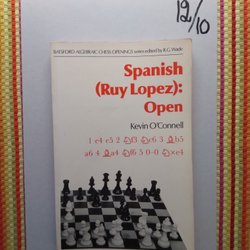 12/10
BATSFORD ALGEBRAIC CHESS OPENINGS series edited by R.G. Wade
Spanish
(Ruy Lopez):
Open
Kevin O'Connell
1 e4 e5 2 ♘f3 ♘c6 3 ♗b5
a6 4 ♗a4 ♘f6 5 0-0 ♘×e4